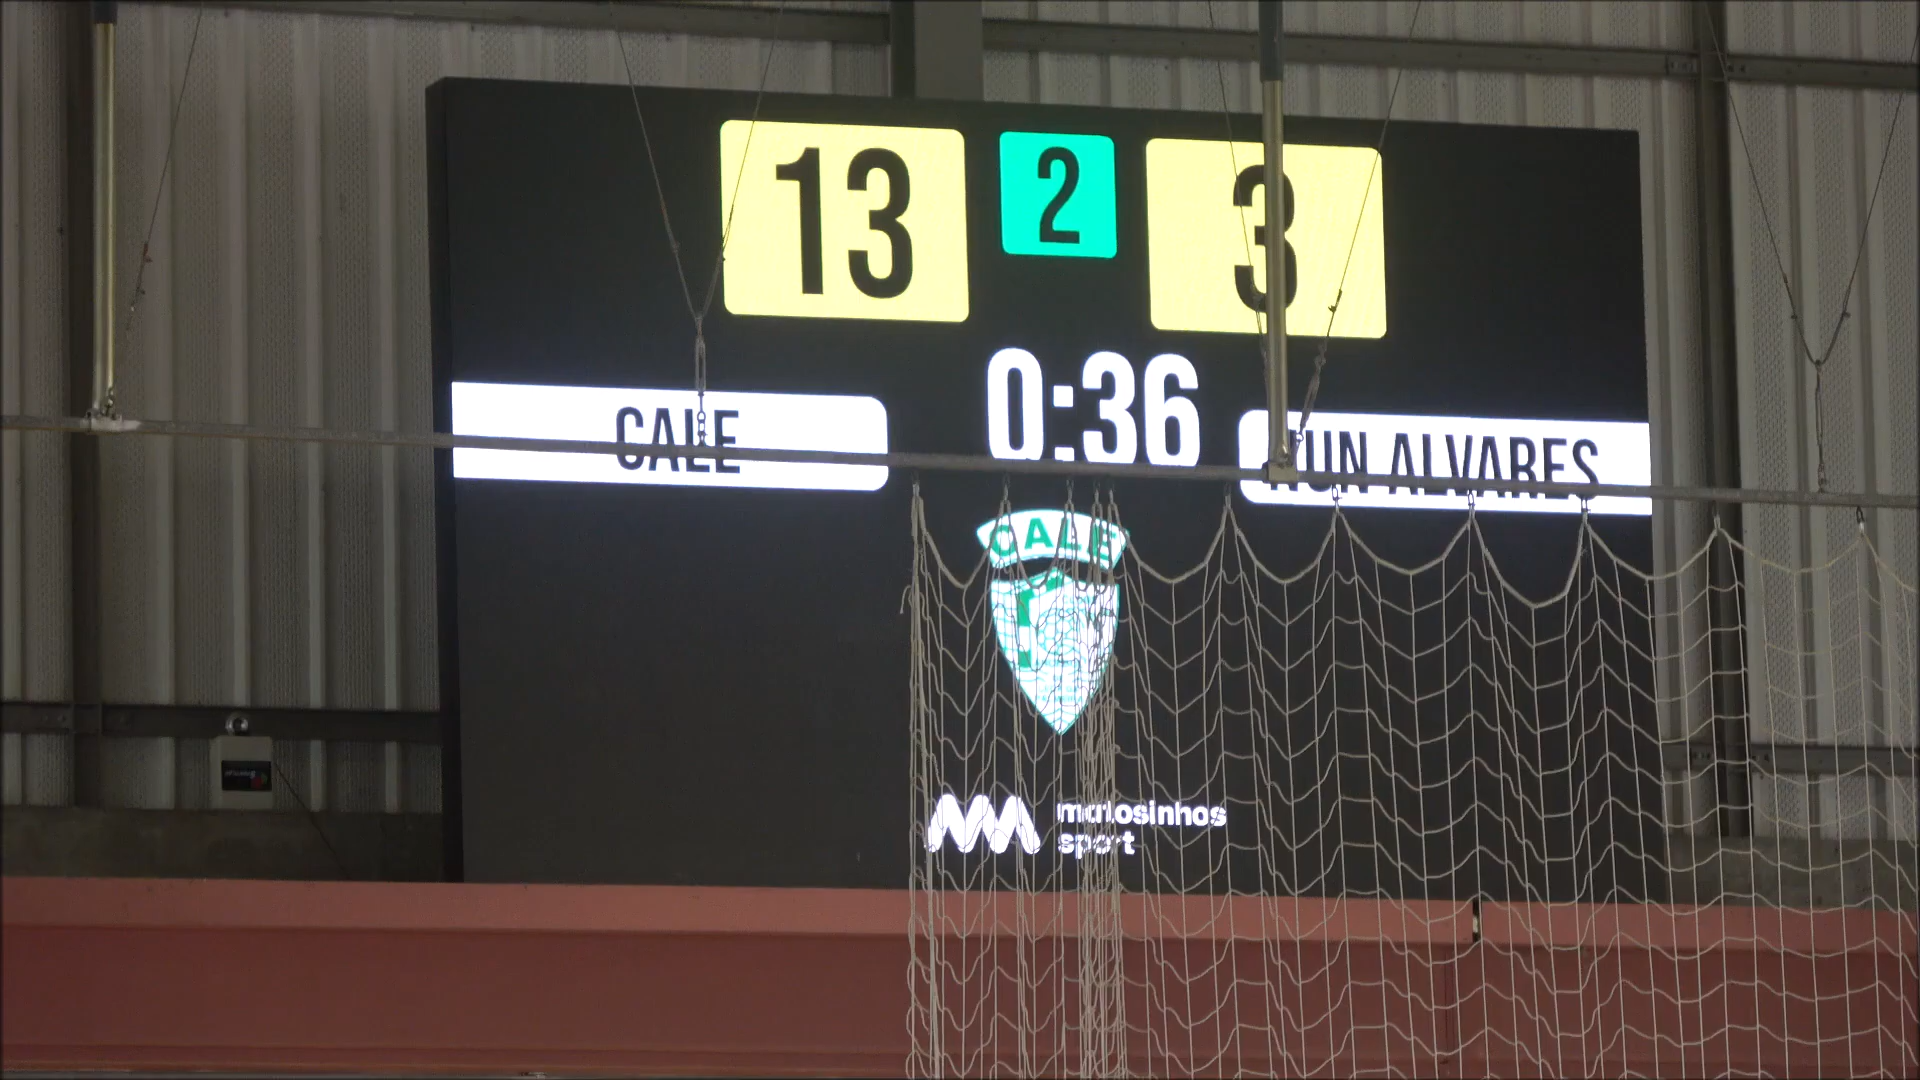 13 2 3
0:36
CALE
NUN ALVARES
CALE
matosinhos
sport